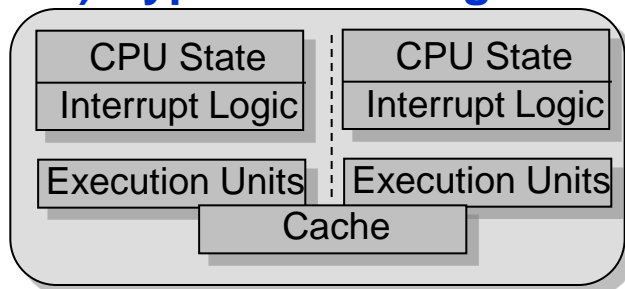 CPU State CPU State
Interrupt Logic Interrupt Logic
Execution Units Execution Units
Cache